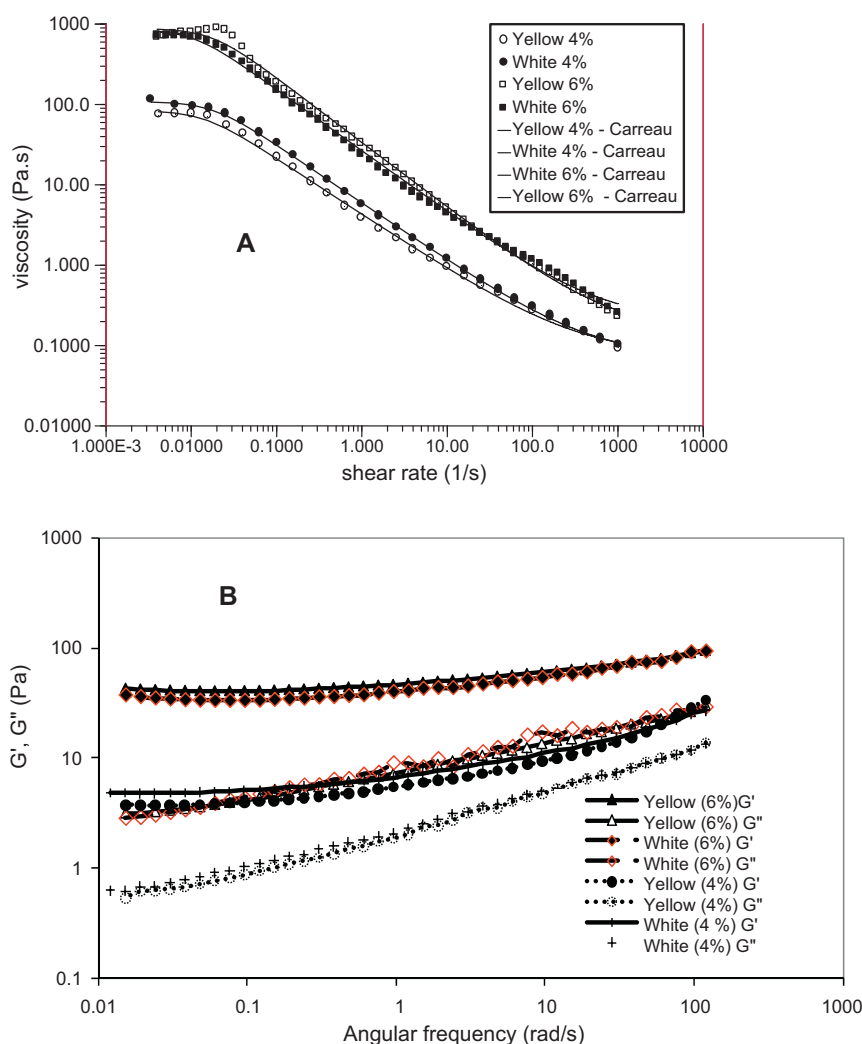 1000
100.0
10.00
1.000
0.1000
0.01000
viscosity (Pa.s)
A
Yellow 4%
White 4%
Yellow 6%
White 6%
Yellow 4% - Carreau
White 4% - Carreau
White 6% - Carreau
Yellow 6% - Carreau
1.000E-3 0.01000 0.1000 1.000 10.00 100.0 1000 10000
shear rate (1/s)
1000
100
10
1
0.1
G', G" (Pa)
B
Yellow (6%)G'
Yellow (6%) G"
White (6%) G'
White (6%) G"
Yellow (4%) G'
Yellow (4%) G"
White (4 %) G'
White (4%) G"
0.01 0.1 1 10 100 1000
Angular frequency (rad/s)